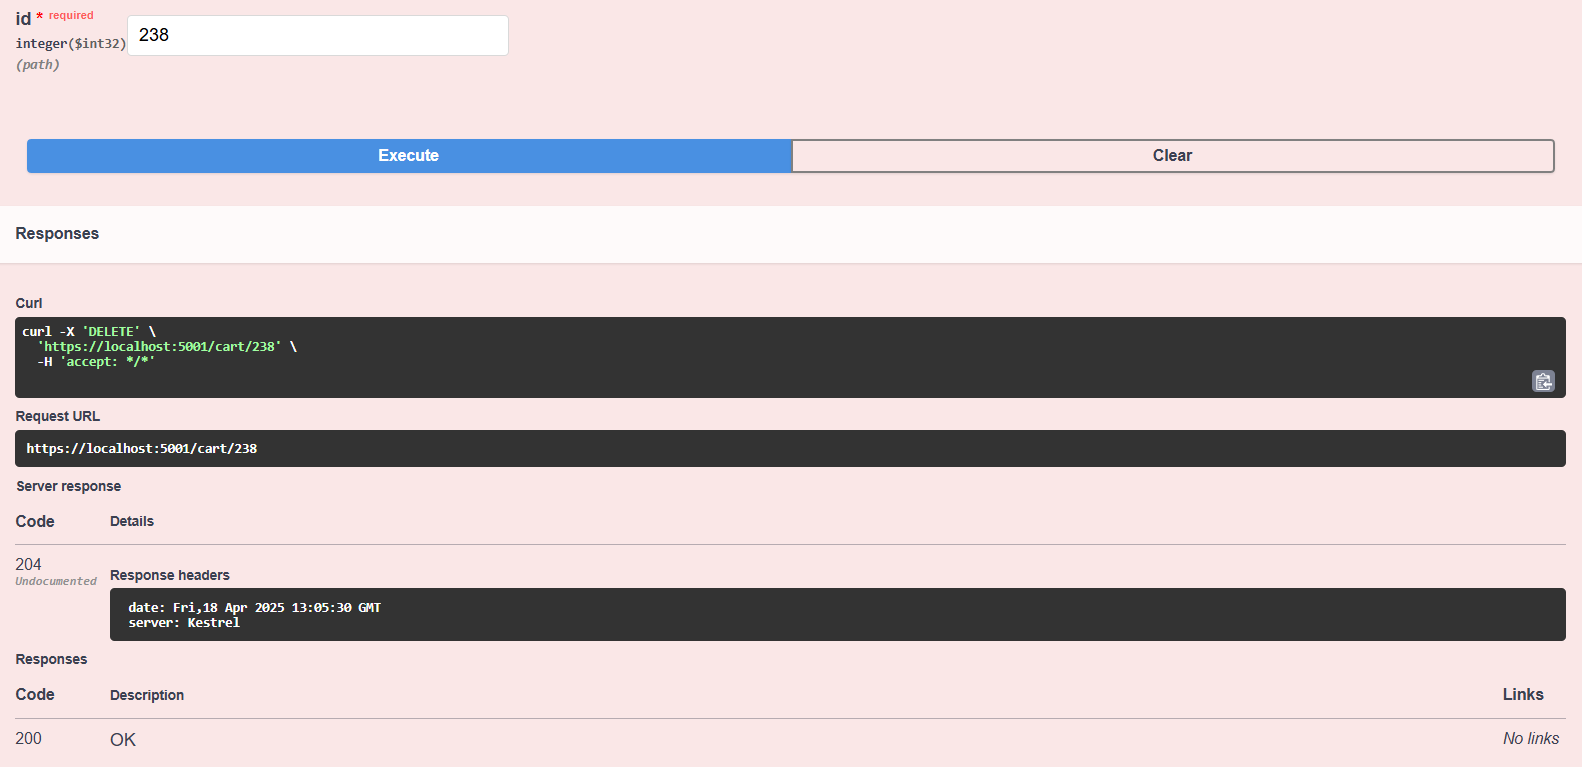 id * required
238
integer($int32)
(path)
Execute
Clear
Responses
Curl
curl -X 'DELETE' \
  'https://localhost:5001/cart/238' \
  -H 'accept: */*'
Request URL
https://localhost:5001/cart/238
Server response
Code Details
204
Undocumented
Response headers
date: Fri,18 Apr 2025 13:05:30 GMT
server: Kestrel
Responses
Code Description Links
200 OK No links